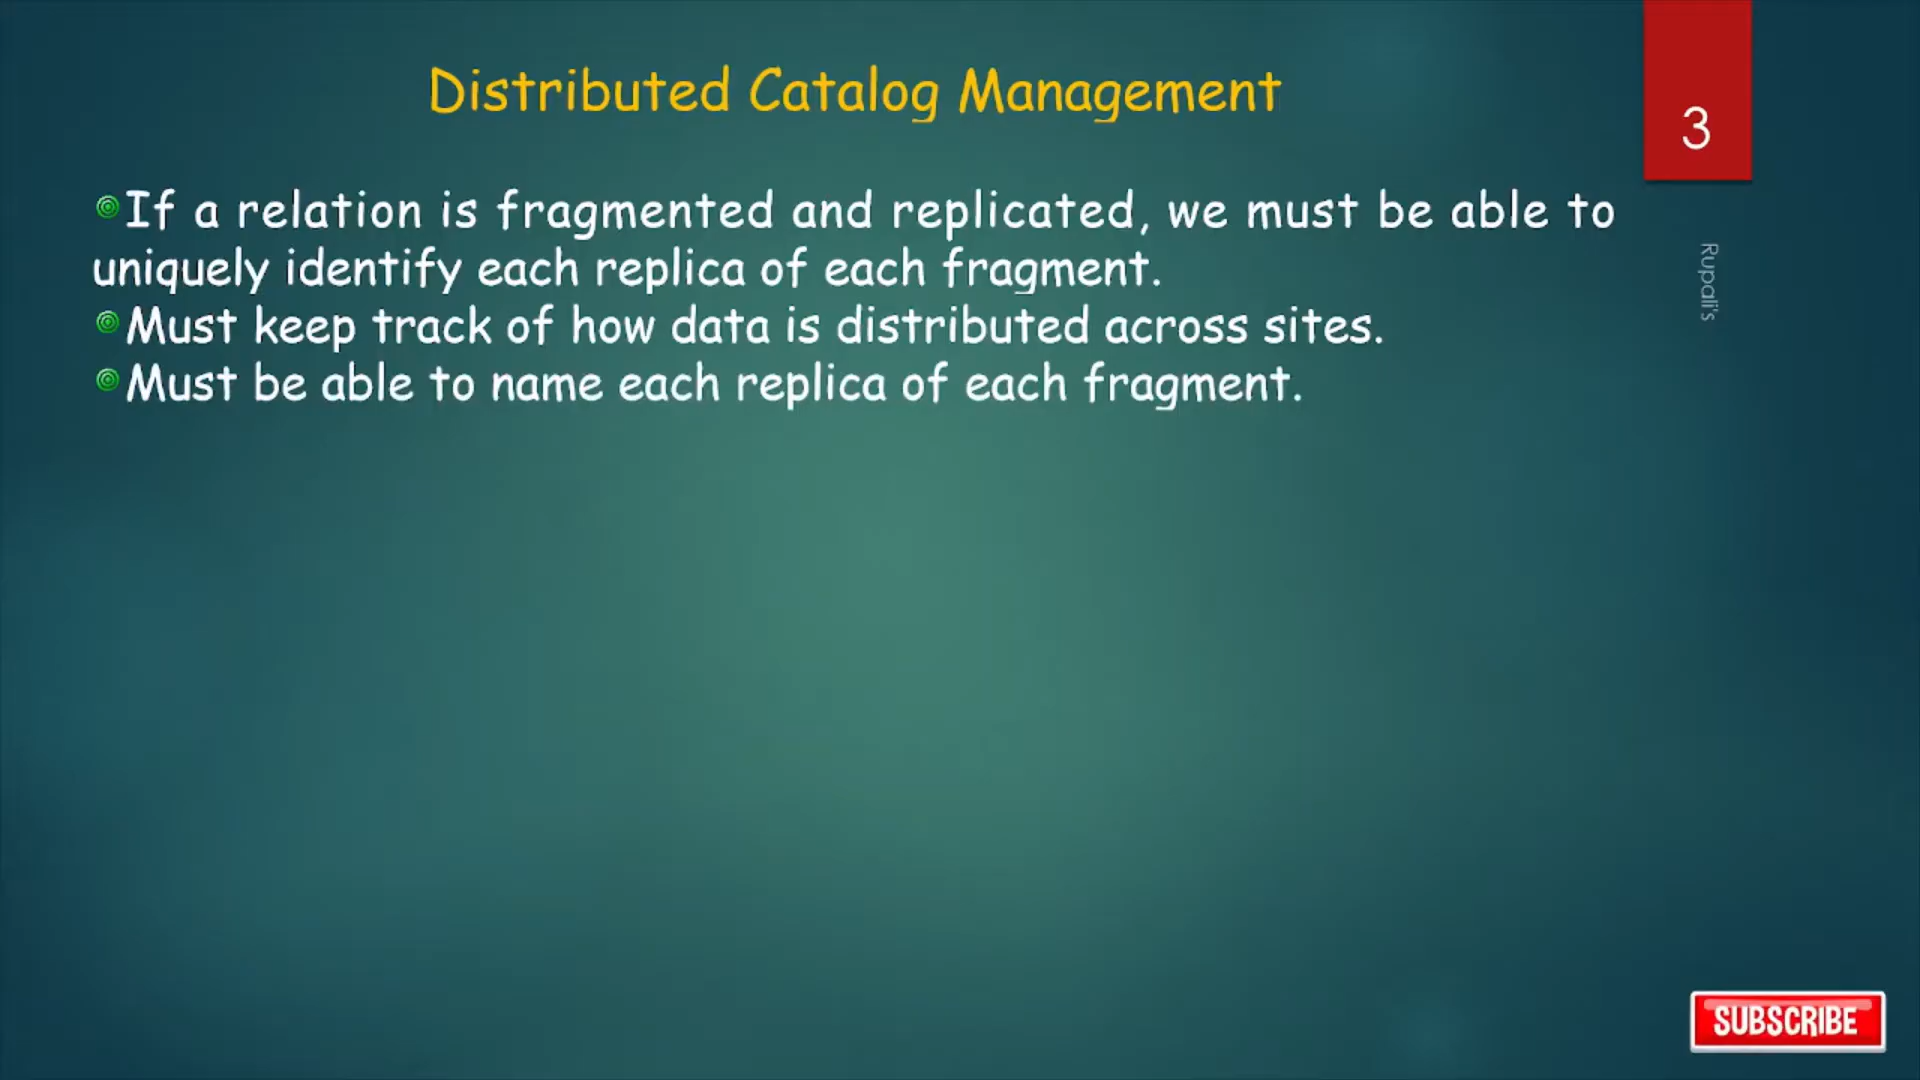 Distributed Catalog Management
3
If a relation is fragmented and replicated, we must be able to
uniquely identify each replica of each fragment.
Must keep track of how data is distributed across sites.
Must be able to name each replica of each fragment.
Rupali's
SUBSCRIBE